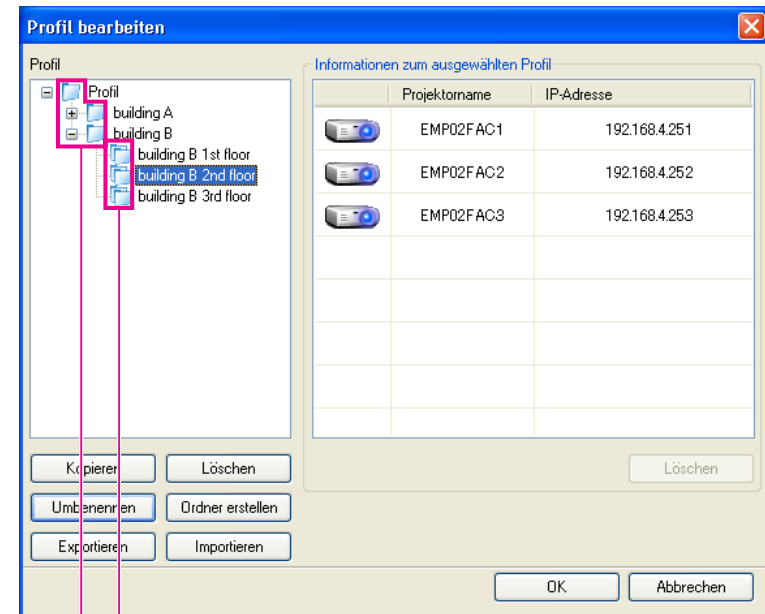 Profil bearbeiten
Profil
Profil
building A
building B
building B 1st floor
building B 2nd floor
building B 3rd floor
Kopieren
Löschen
Umbenennen
Ordner erstellen
Exportieren
Importieren
Informationen zum ausgewählten Profil
Projektorname IP-Adresse
EMP02FAC1 192.168.4.251
EMP02FAC2 192.168.4.252
EMP02FAC3 192.168.4.253
Löschen
OK
Abbrechen